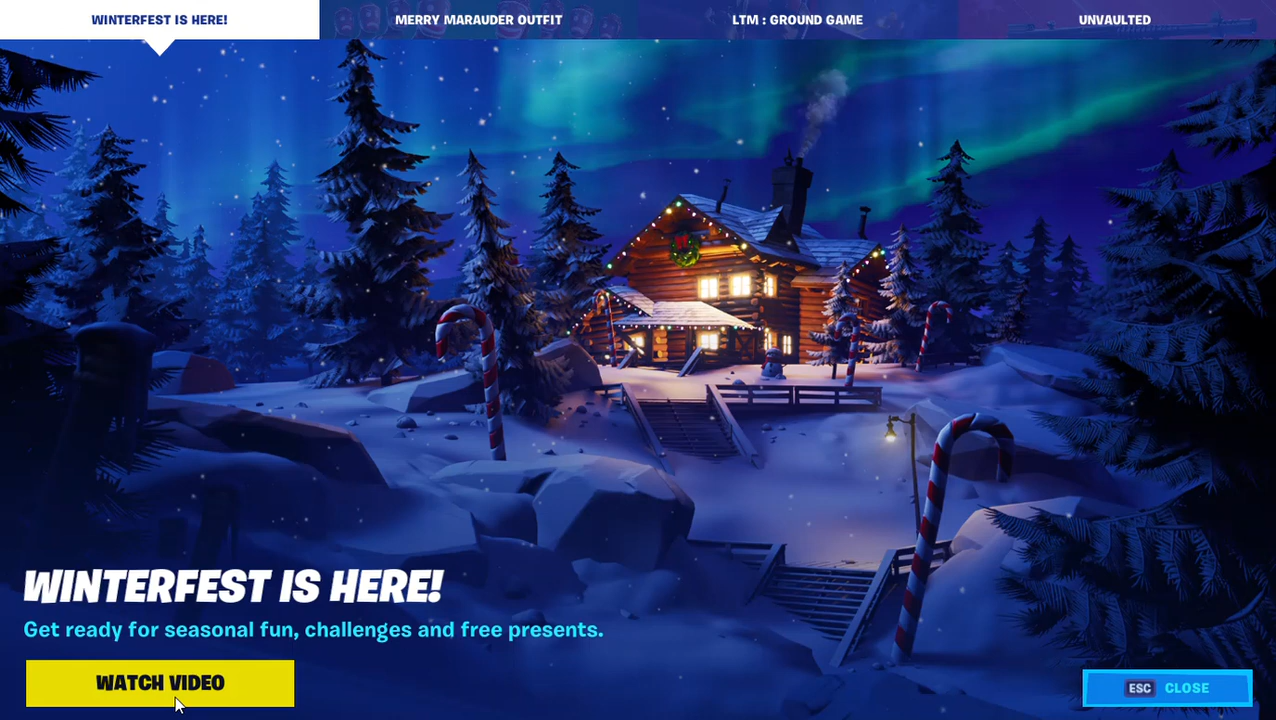 WINTERFEST IS HERE!
MERRY MARAUDER OUTFIT
LTM : GROUND GAME
UNVAULTED
WINTERFEST IS HERE!
Get ready for seasonal fun, challenges and free presents.
WATCH VIDEO
ESC CLOSE